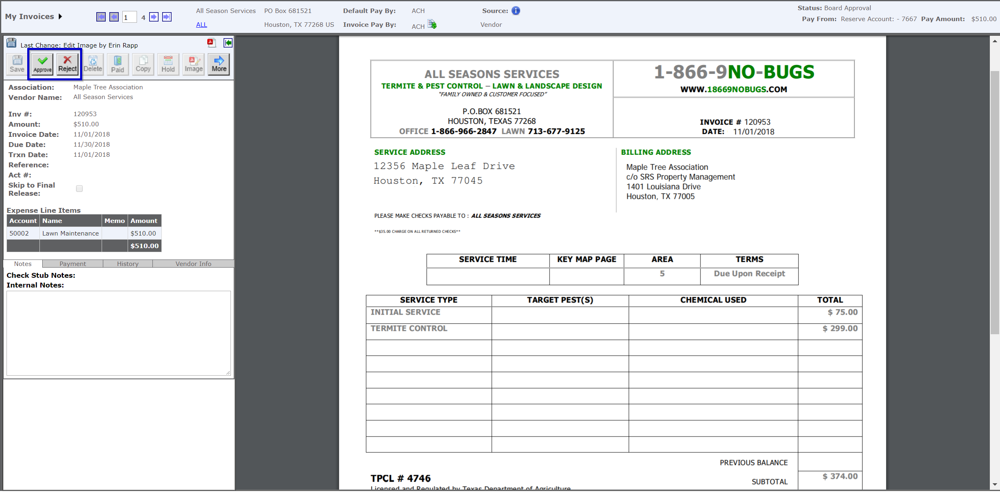 My Invoices
1 4
All Season Services PO Box 681521 Default Pay By: ACH Source:
ALL Houston, TX 77268 US Invoice Pay By: ACH Vendor
Status: Board Approval
Pay From: Reserve Account: - 7667 Pay Amount: $510.00
Last Change: Edit Image by Erin Rapp
Save Approve Reject Delete Paid Copy Hold Image More
Association: Maple Tree Association
Vendor Name: All Season Services
Inv #: 120953
Amount: $510.00
Invoice Date: 11/01/2018
Due Date: 11/30/2018
Trxn Date: 11/01/2018
Reference:
Act #:
Skip to Final
Release:
Expense Line Items
Account Name Memo Amount
50002 Lawn Maintenance $510.00
$510.00
Notes Payment History Vendor Info
Check Stub Notes:
Internal Notes:
ALL SEASONS SERVICES
TERMITE & PEST CONTROL – LAWN & LANDSCAPE DESIGN
"FAMILY OWNED & CUSTOMER FOCUSED"
P.O.BOX 681521
HOUSTON, TEXAS 77268
OFFICE 1-866-966-2847 LAWN 713-677-9125
1-866-9NO-BUGS
WWW.18669NOBUGS.COM
INVOICE # 120953
DATE: 11/01/2018
SERVICE ADDRESS
12356 Maple Leaf Drive
Houston, TX 77045
BILLING ADDRESS
Maple Tree Association
c/o SRS Property Management
1401 Louisiana Drive
Houston, TX 77005
PLEASE MAKE CHECKS PAYABLE TO : ALL SEASONS SERVICES
**$35.00 CHARGE ON ALL RETURNED CHECKS**
SERVICE TIME KEY MAP PAGE AREA TERMS
5 Due Upon Receipt
SERVICE TYPE TARGET PEST(S) CHEMICAL USED TOTAL
INITIAL SERVICE $ 75.00
TERMITE CONTROL $ 299.00
PREVIOUS BALANCE
TPCL # 4746
SUBTOTAL $ 374.00
Licensed and Regulated by Texas Department of Agriculture